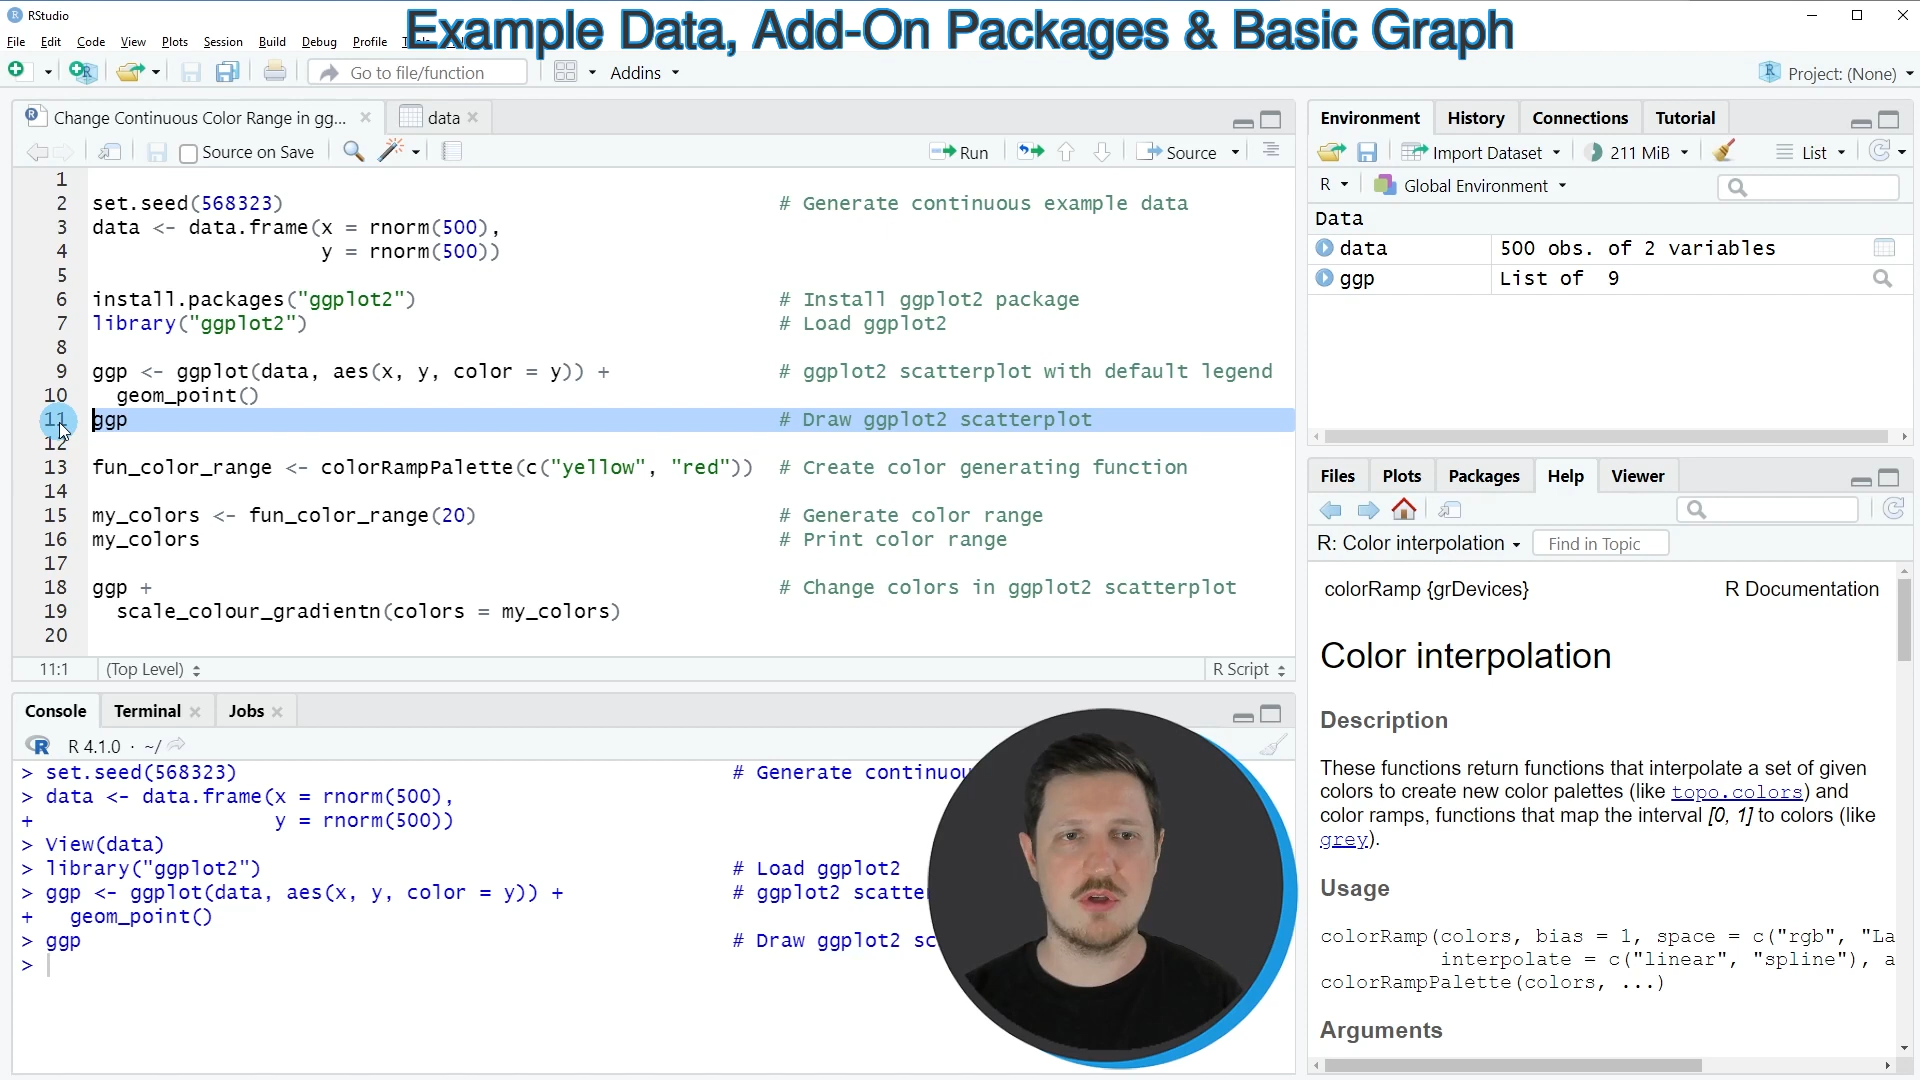 RStudio
Example Data, Add-On Packages & Basic Graph
File Edit Code View Plots Session Build Debug Profile
Go to file/function
Addins
Project: (None)
Change Continuous Color Range in gg...
data
Source on Save
Run
Source
1
2 set.seed(568323) # Generate continuous example data
3 data <- data.frame(x = rnorm(500),
4 y = rnorm(500))
5
6 install.packages("ggplot2") # Install ggplot2 package
7 library("ggplot2") # Load ggplot2
8
9 ggp <- ggplot(data, aes(x, y, color = y)) + # ggplot2 scatterplot with default legend
10 geom_point()
11 ggp # Draw ggplot2 scatterplot
12
13 fun_color_range <- colorRampPalette(c("yellow", "red")) # Create color generating function
14
15 my_colors <- fun_color_range(20) # Generate color range
16 my_colors # Print color range
17
18 ggp + # Change colors in ggplot2 scatterplot
19 scale_colour_gradientn(colors = my_colors)
20
11:1 (Top Level) R Script
Console Terminal Jobs
R 4.1.0 · ~/
> set.seed(568323) # Generate continuou
> data <- data.frame(x = rnorm(500),
+ y = rnorm(500))
> View(data)
> library("ggplot2") # Load ggplot2
> ggp <- ggplot(data, aes(x, y, color = y)) + # ggplot2 scatte
+ geom_point()
> ggp # Draw ggplot2 sc
>
Environment History Connections Tutorial
Import Dataset 211 MiB List
R Global Environment
Data
data 500 obs. of 2 variables
ggp List of 9
Files Plots Packages Help Viewer
R: Color interpolation Find in Topic
colorRamp {grDevices} R Documentation
Color interpolation
Description
These functions return functions that interpolate a set of given
colors to create new color palettes (like topo.colors) and
color ramps, functions that map the interval [0, 1] to colors (like
grey).
Usage
colorRamp(colors, bias = 1, space = c("rgb", "La
interpolate = c("linear", "spline"), a
colorRampPalette(colors, ...)
Arguments